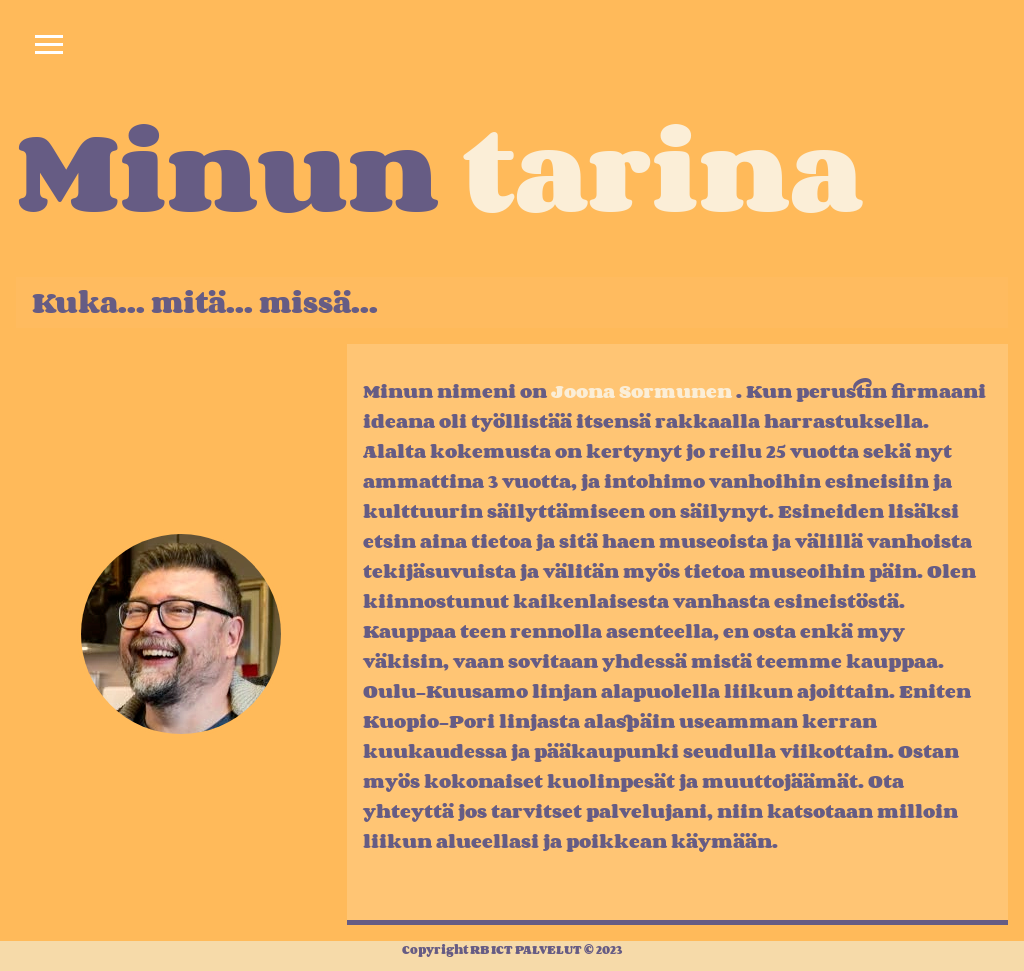 Minun tarina
Kuka... mitä... missä...
Minun nimeni on Joona Sormunen . Kun perustin firmaani
ideana oli työllistää itsensä rakkaalla harrastuksella.
Alalta kokemusta on kertynyt jo reilu 25 vuotta sekä nyt
ammattina 3 vuotta, ja intohimo vanhoihin esineisiin ja
kulttuurin säilyttämiseen on säilynyt. Esineiden lisäksi
etsin aina tietoa ja sitä haen museoista ja välillä vanhoista
tekijäsuvuista ja välitän myös tietoa museoihin päin. Olen
kiinnostunut kaikenlaisesta vanhasta esineistöstä.
Kauppaa teen rennolla asenteella, en osta enkä myy
väkisin, vaan sovitaan yhdessä mistä teemme kauppaa.
Oulu-Kuusamo linjan alapuolella liikun ajoittain. Eniten
Kuopio-Pori linjasta alaspäin useamman kerran
kuukaudessa ja pääkaupunki seudulla viikottain. Ostan
myös kokonaiset kuolinpesät ja muuttojäämät. Ota
yhteyttä jos tarvitset palvelujani, niin katsotaan milloin
liikun alueellasi ja poikkean käymään.
Copyright RB ICT PALVELUT © 2023